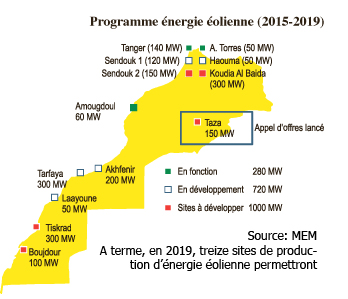 Programme énergie éolienne (2015-2019)
Tanger (140 MW) A. Torres (50 MW)
Sendouk 1 (120 MW) Haouma (50 MW)
Sendouk 2 (150 MW) Koudia Al Baida
(300 MW)
Amougdoul
60 MW
Taza
150 MW
Appel d'offres lancé
Akhfenir
200 MW
Tarfaya
300 MW
Laayoune
50 MW
Tiskrad
300 MW
Boujdour
100 MW
En fonction 280 MW
En développement 720 MW
Sites à développer 1000 MW
Source: MEM
A terme, en 2019, treize sites de produc-
tion d'énergie éolienne permettront